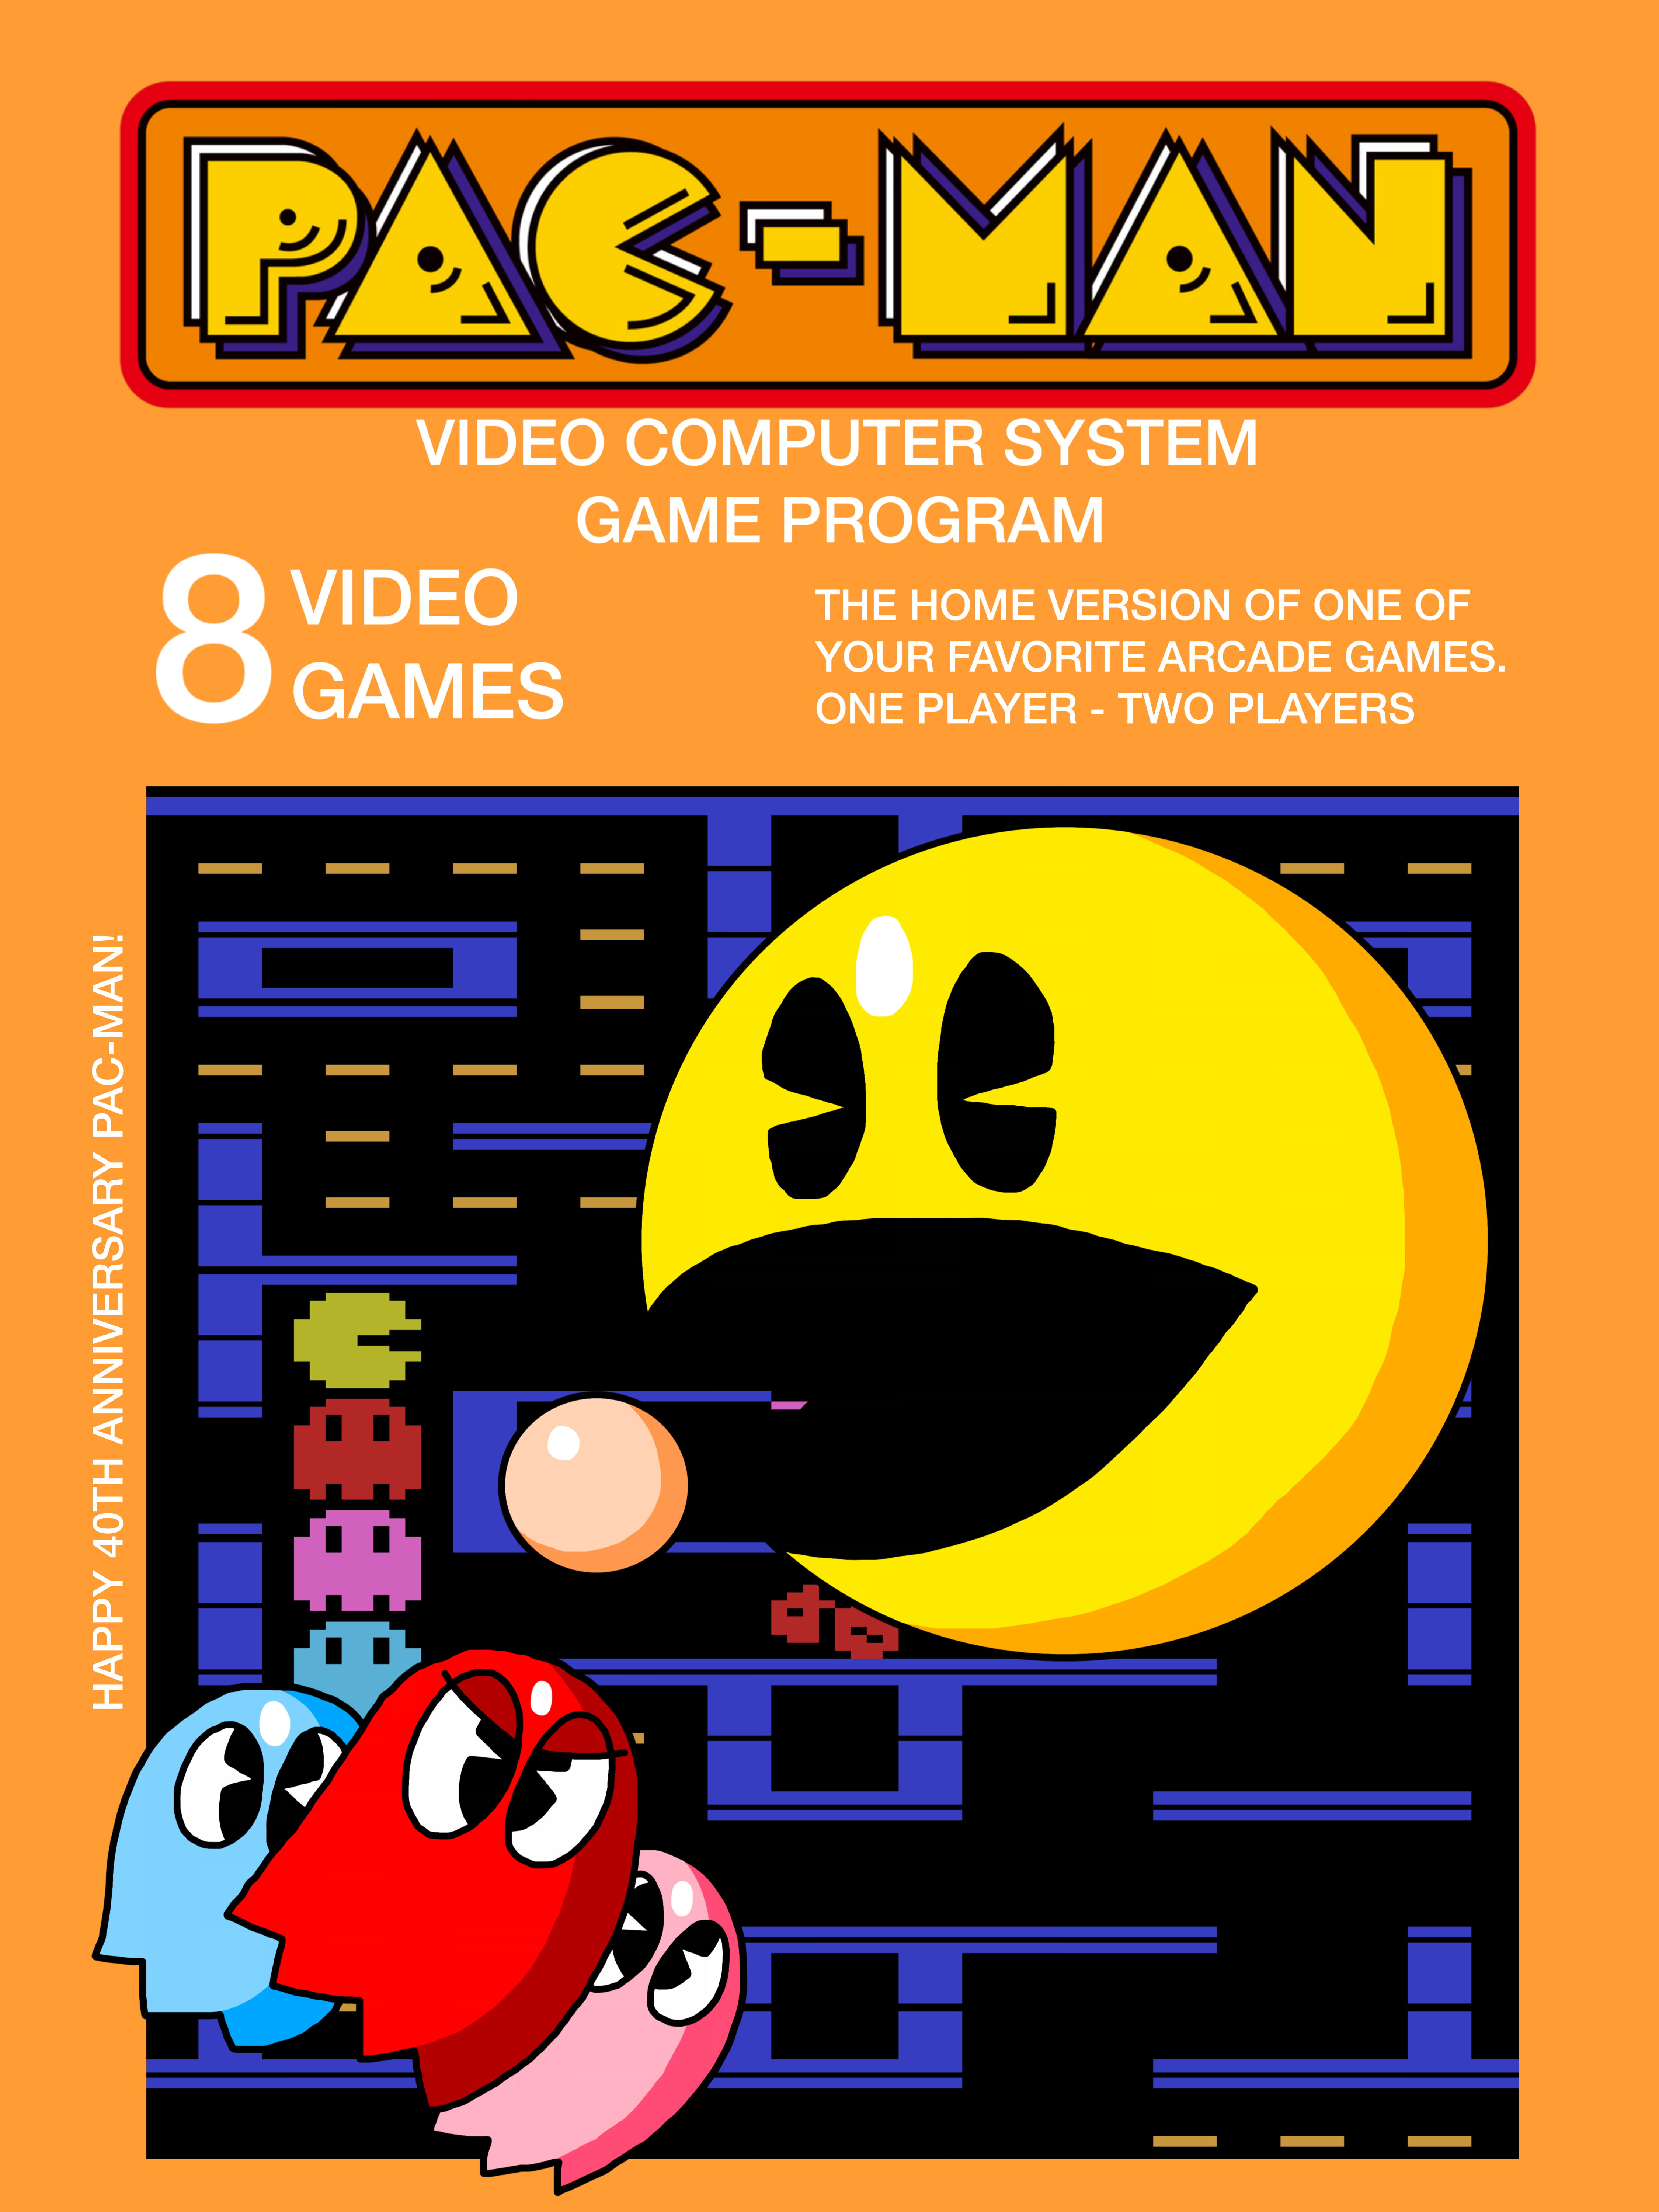 PAC-MAN
VIDEO COMPUTER SYSTEM
GAME PROGRAM
8 VIDEO
GAMES
THE HOME VERSION OF ONE OF
YOUR FAVORITE ARCADE GAMES.
ONE PLAYER - TWO PLAYERS
HAPPY 40TH ANNIVERSARY PAC-MAN!